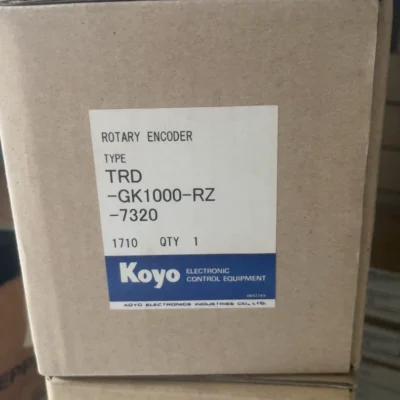 ROTARY ENCODER
TYPE
TRD
-GK1000-RZ
-7320
1710 QTY 1
Koyo ELECTRONIC
CONTROL EQUIPMENT
KOYO ELECTRONICS INDUSTRIES CO., LTD.